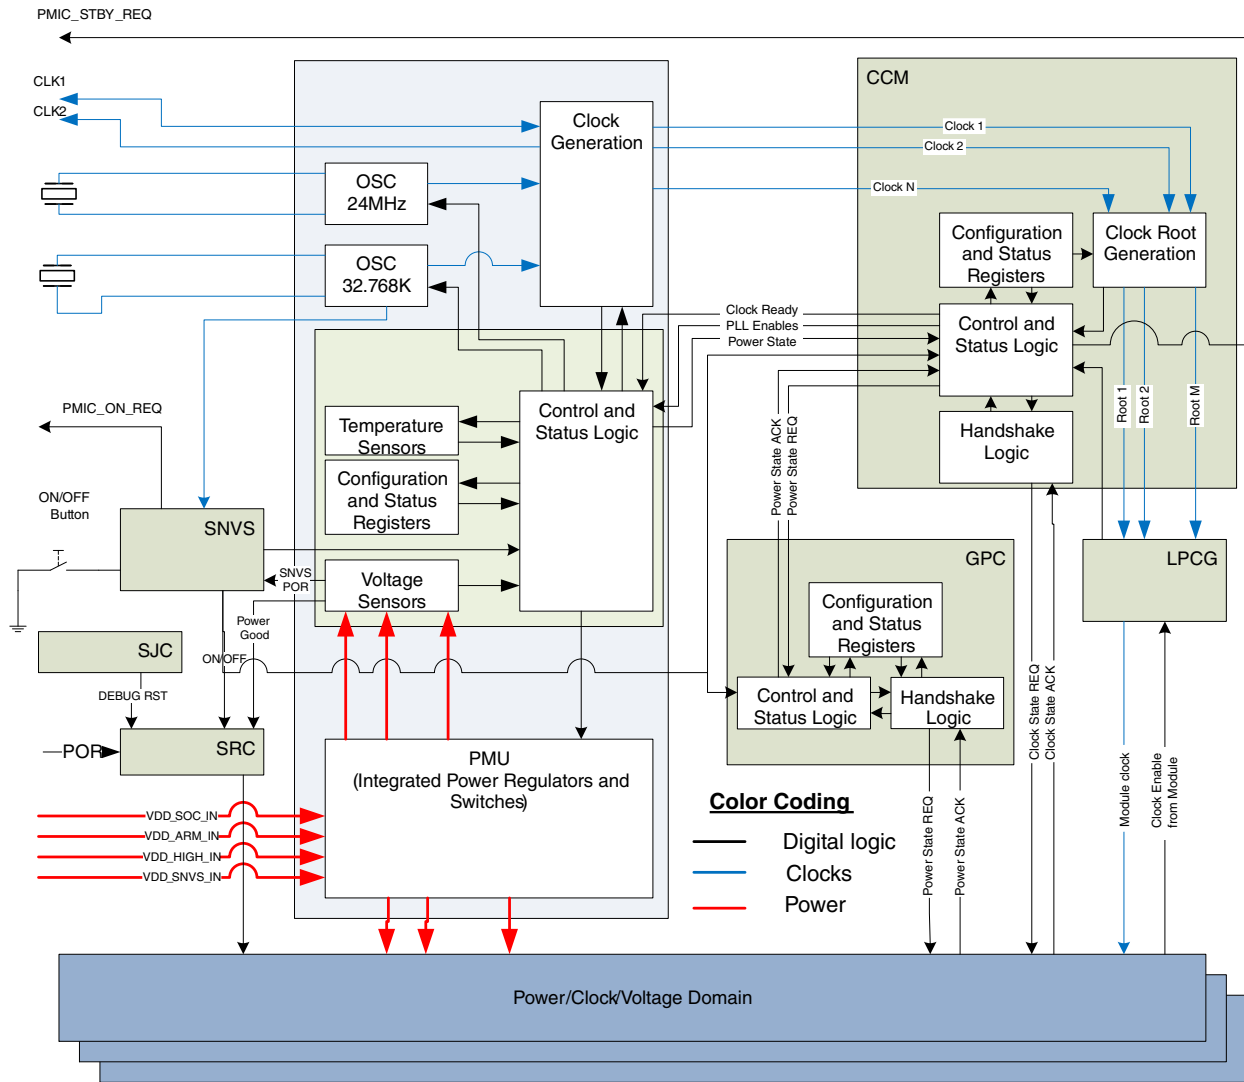 PMIC_STBY_REQ
CLK1
CLK2
CCM
Clock
Generation
Clock 1
Clock 2
Clock N
OSC
24MHz
OSC
32.768K
Configuration
and Status
Registers
Clock Root
Generation
Clock Ready
PLL Enables
Power State
Control and
Status Logic
Root 1
Root 2
Root M
Handshake
Logic
PMIC_ON_REQ
Temperature
Sensors
Control and
Status Logic
Configuration
and Status
Registers
Power State ACK
Power State REQ
ON/OFF
Button
SNVS
SNVS
POR
Voltage
Sensors
Power
Good
GPC
LPCG
Configuration
and Status
Registers
SJC
ON/OFF
DEBUG RST
Control and
Status Logic
Handshake
Logic
Clock State REQ
Clock State ACK
POR
SRC
PMU
(Integrated Power Regulators and
Switches)
VDD_SOC_IN
VDD_ARM_IN
VDD_HIGH_IN
VDD_SNVS_IN
Color Coding
Digital logic
Clocks
Power
Power State REQ
Power State ACK
Module clock
Clock Enable
from Module
Power/Clock/Voltage Domain